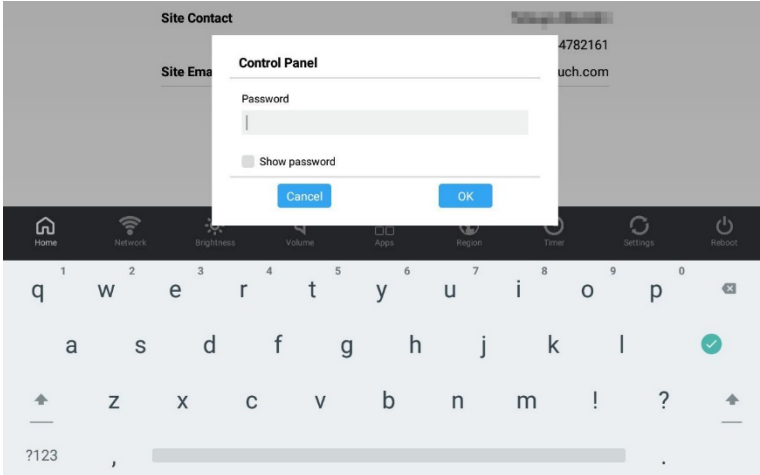 Site Contact
4782161
Site Ema
uch.com
Control Panel
Password
Show password
Cancel
OK
Home
Network
Brightness
Volume
Apps
Region
Timer
Settings
Reboot
1 2 3 4 5 6 7 8 9 0
q w e r t y u i o p
a s d f g h j k l
z x c v b n m ! ?
?123 , .